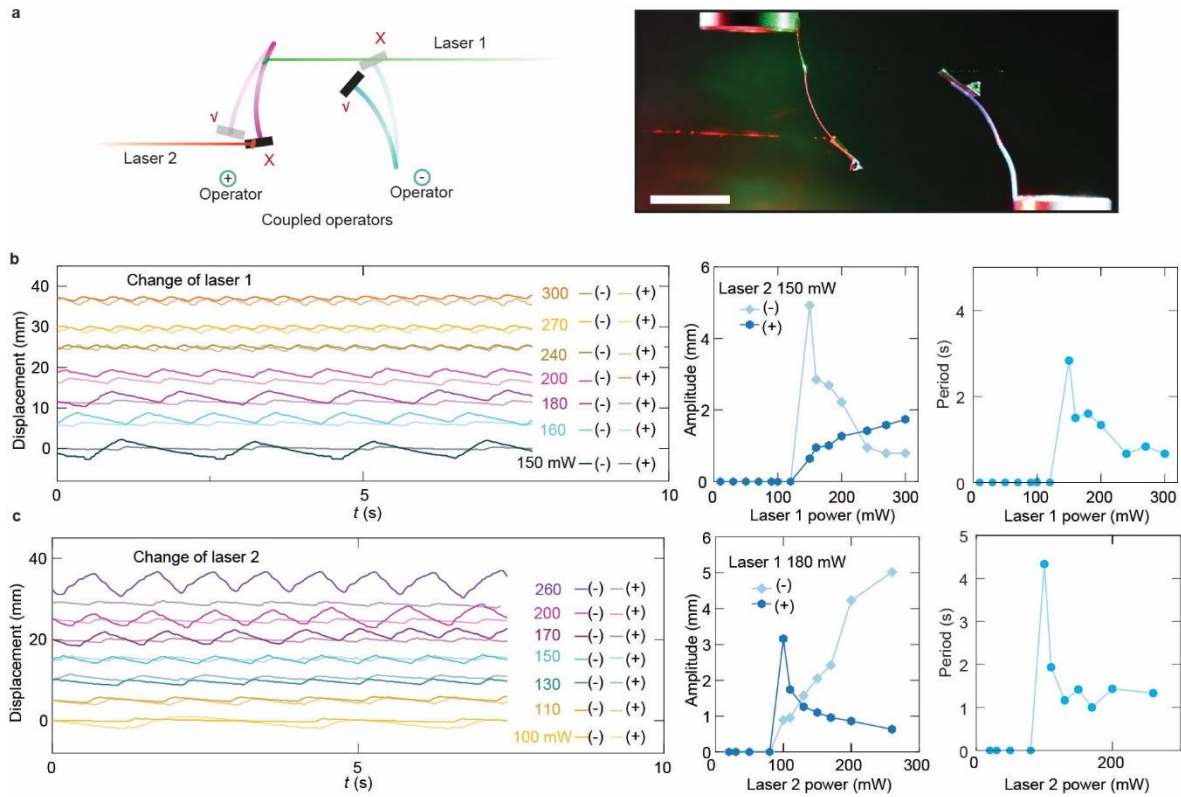 a
X
Laser 1
√
√
Laser 2
X
+
-
Operator
Operator
Coupled operators
b
Change of laser 1
40
30
20
10
0
Displacement (mm)
300 (-) (+)
270 (-) (+)
240 (-) (+)
200 (-) (+)
180 (-) (+)
160 (-) (+)
150 mW (-) (+)
0
5
10
t (s)
6
4
2
0
Amplitude (mm)
Laser 2 150 mW
(-)
(+)
0
100
200
300
Laser 1 power (mW)
4
2
0
Period (s)
0
100
200
300
Laser 1 power (mW)
c
Change of laser 2
40
20
0
Displacement (mm)
260 (-) (+)
200 (-) (+)
170 (-) (+)
150 (-) (+)
130 (-) (+)
110 (-) (+)
100 mW (-) (+)
0
5
10
t (s)
6
5
4
3
2
1
0
Amplitude (mm)
Laser 1 180 mW
(-)
(+)
0
100
200
300
Laser 2 power (mW)
5
4
3
2
1
0
Period (s)
0
200
Laser 2 power (mW)